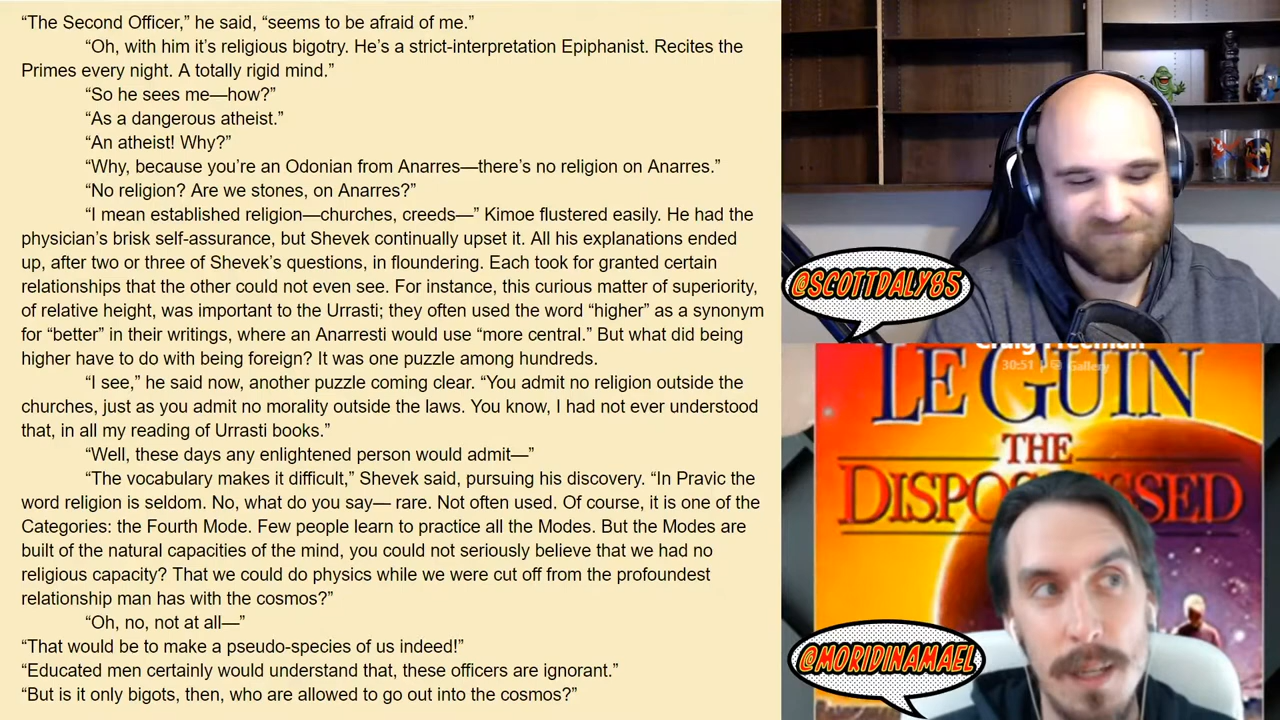 “The Second Officer,” he said, “seems to be afraid of me.”
“Oh, with him it’s religious bigotry. He’s a strict-interpretation Epiphanist. Recites the
Primes every night. A totally rigid mind.”
“So he sees me—how?”
“As a dangerous atheist.”
“An atheist! Why?”
“Why, because you’re an Odonian from Anarres—there’s no religion on Anarres.”
“No religion? Are we stones, on Anarres?”
“I mean established religion—churches, creeds—” Kimoe flustered easily. He had the
physician’s brisk self-assurance, but Shevek continually upset it. All his explanations ended
up, after two or three of Shevek’s questions, in floundering. Each took for granted certain
relationships that the other could not even see. For instance, this curious matter of superiority,
of relative height, was important to the Urrasti; they often used the word “higher” as a synonym
for “better” in their writings, where an Anarresti would use “more central.” But what did being
higher have to do with being foreign? It was one puzzle among hundreds.
“I see,” he said now, another puzzle coming clear. “You admit no religion outside the
churches, just as you admit no morality outside the laws. You know, I had not ever understood
that, in all my reading of Urrasti books.”
“Well, these days any enlightened person would admit—”
“The vocabulary makes it difficult,” Shevek said, pursuing his discovery. “In Pravic the
word religion is seldom. No, what do you say— rare. Not often used. Of course, it is one of the
Categories: the Fourth Mode. Few people learn to practice all the Modes. But the Modes are
built of the natural capacities of the mind, you could not seriously believe that we had no
religious capacity? That we could do physics while we were cut off from the profoundest
relationship man has with the cosmos?”
“Oh, no, not at all—”
“That would be to make a pseudo-species of us indeed!”
“Educated men certainly would understand that, these officers are ignorant.”
“But is it only bigots, then, who are allowed to go out into the cosmos?”
@SCOTTDALY85
Craig Freeman
30:51 | Gallery
LE GUIN
THE
DISPOSSESSED
@MORIDINAMAEL